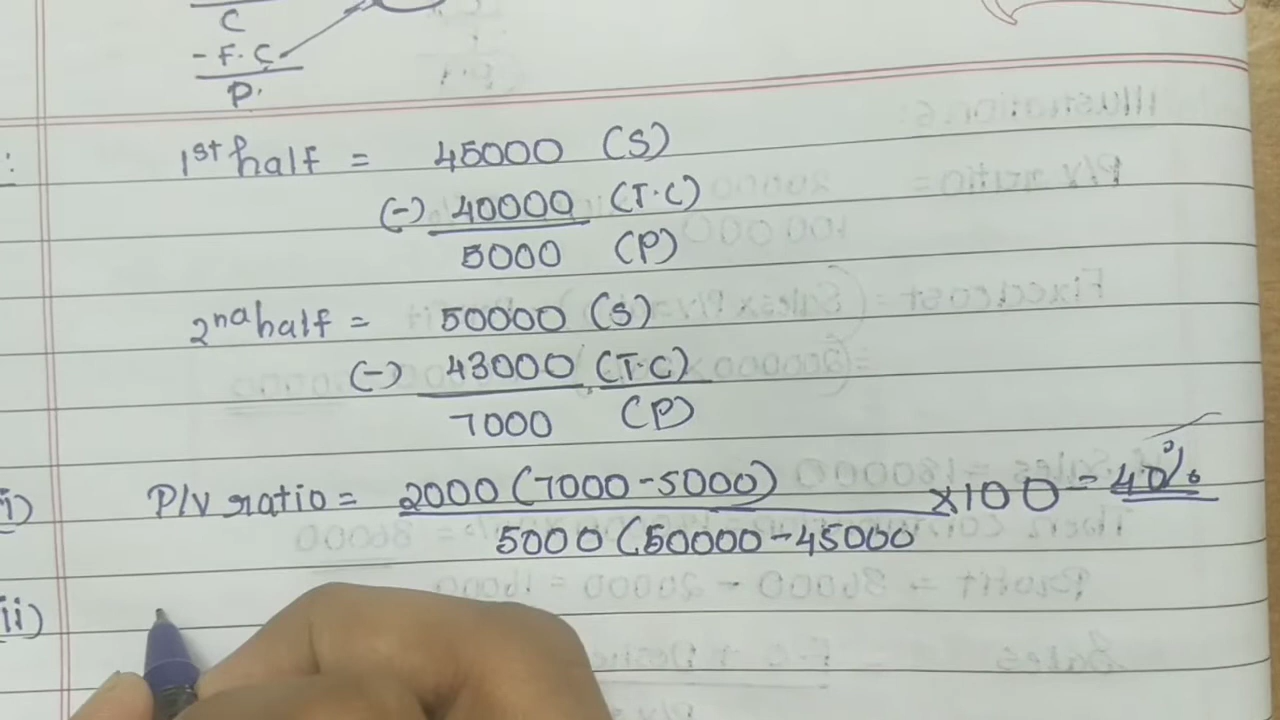 C
- F.C
P.
: 1st half = 45000 (S)
(-) 40000 (T.C)
5000 (P)
2nd half = 50000 (S)
(-) 43000 (T.C)
7000 (P)
i) P/V ratio = 2000 (7000 - 5000) × 100 = 40%
5000 (50000 - 45000
ii)